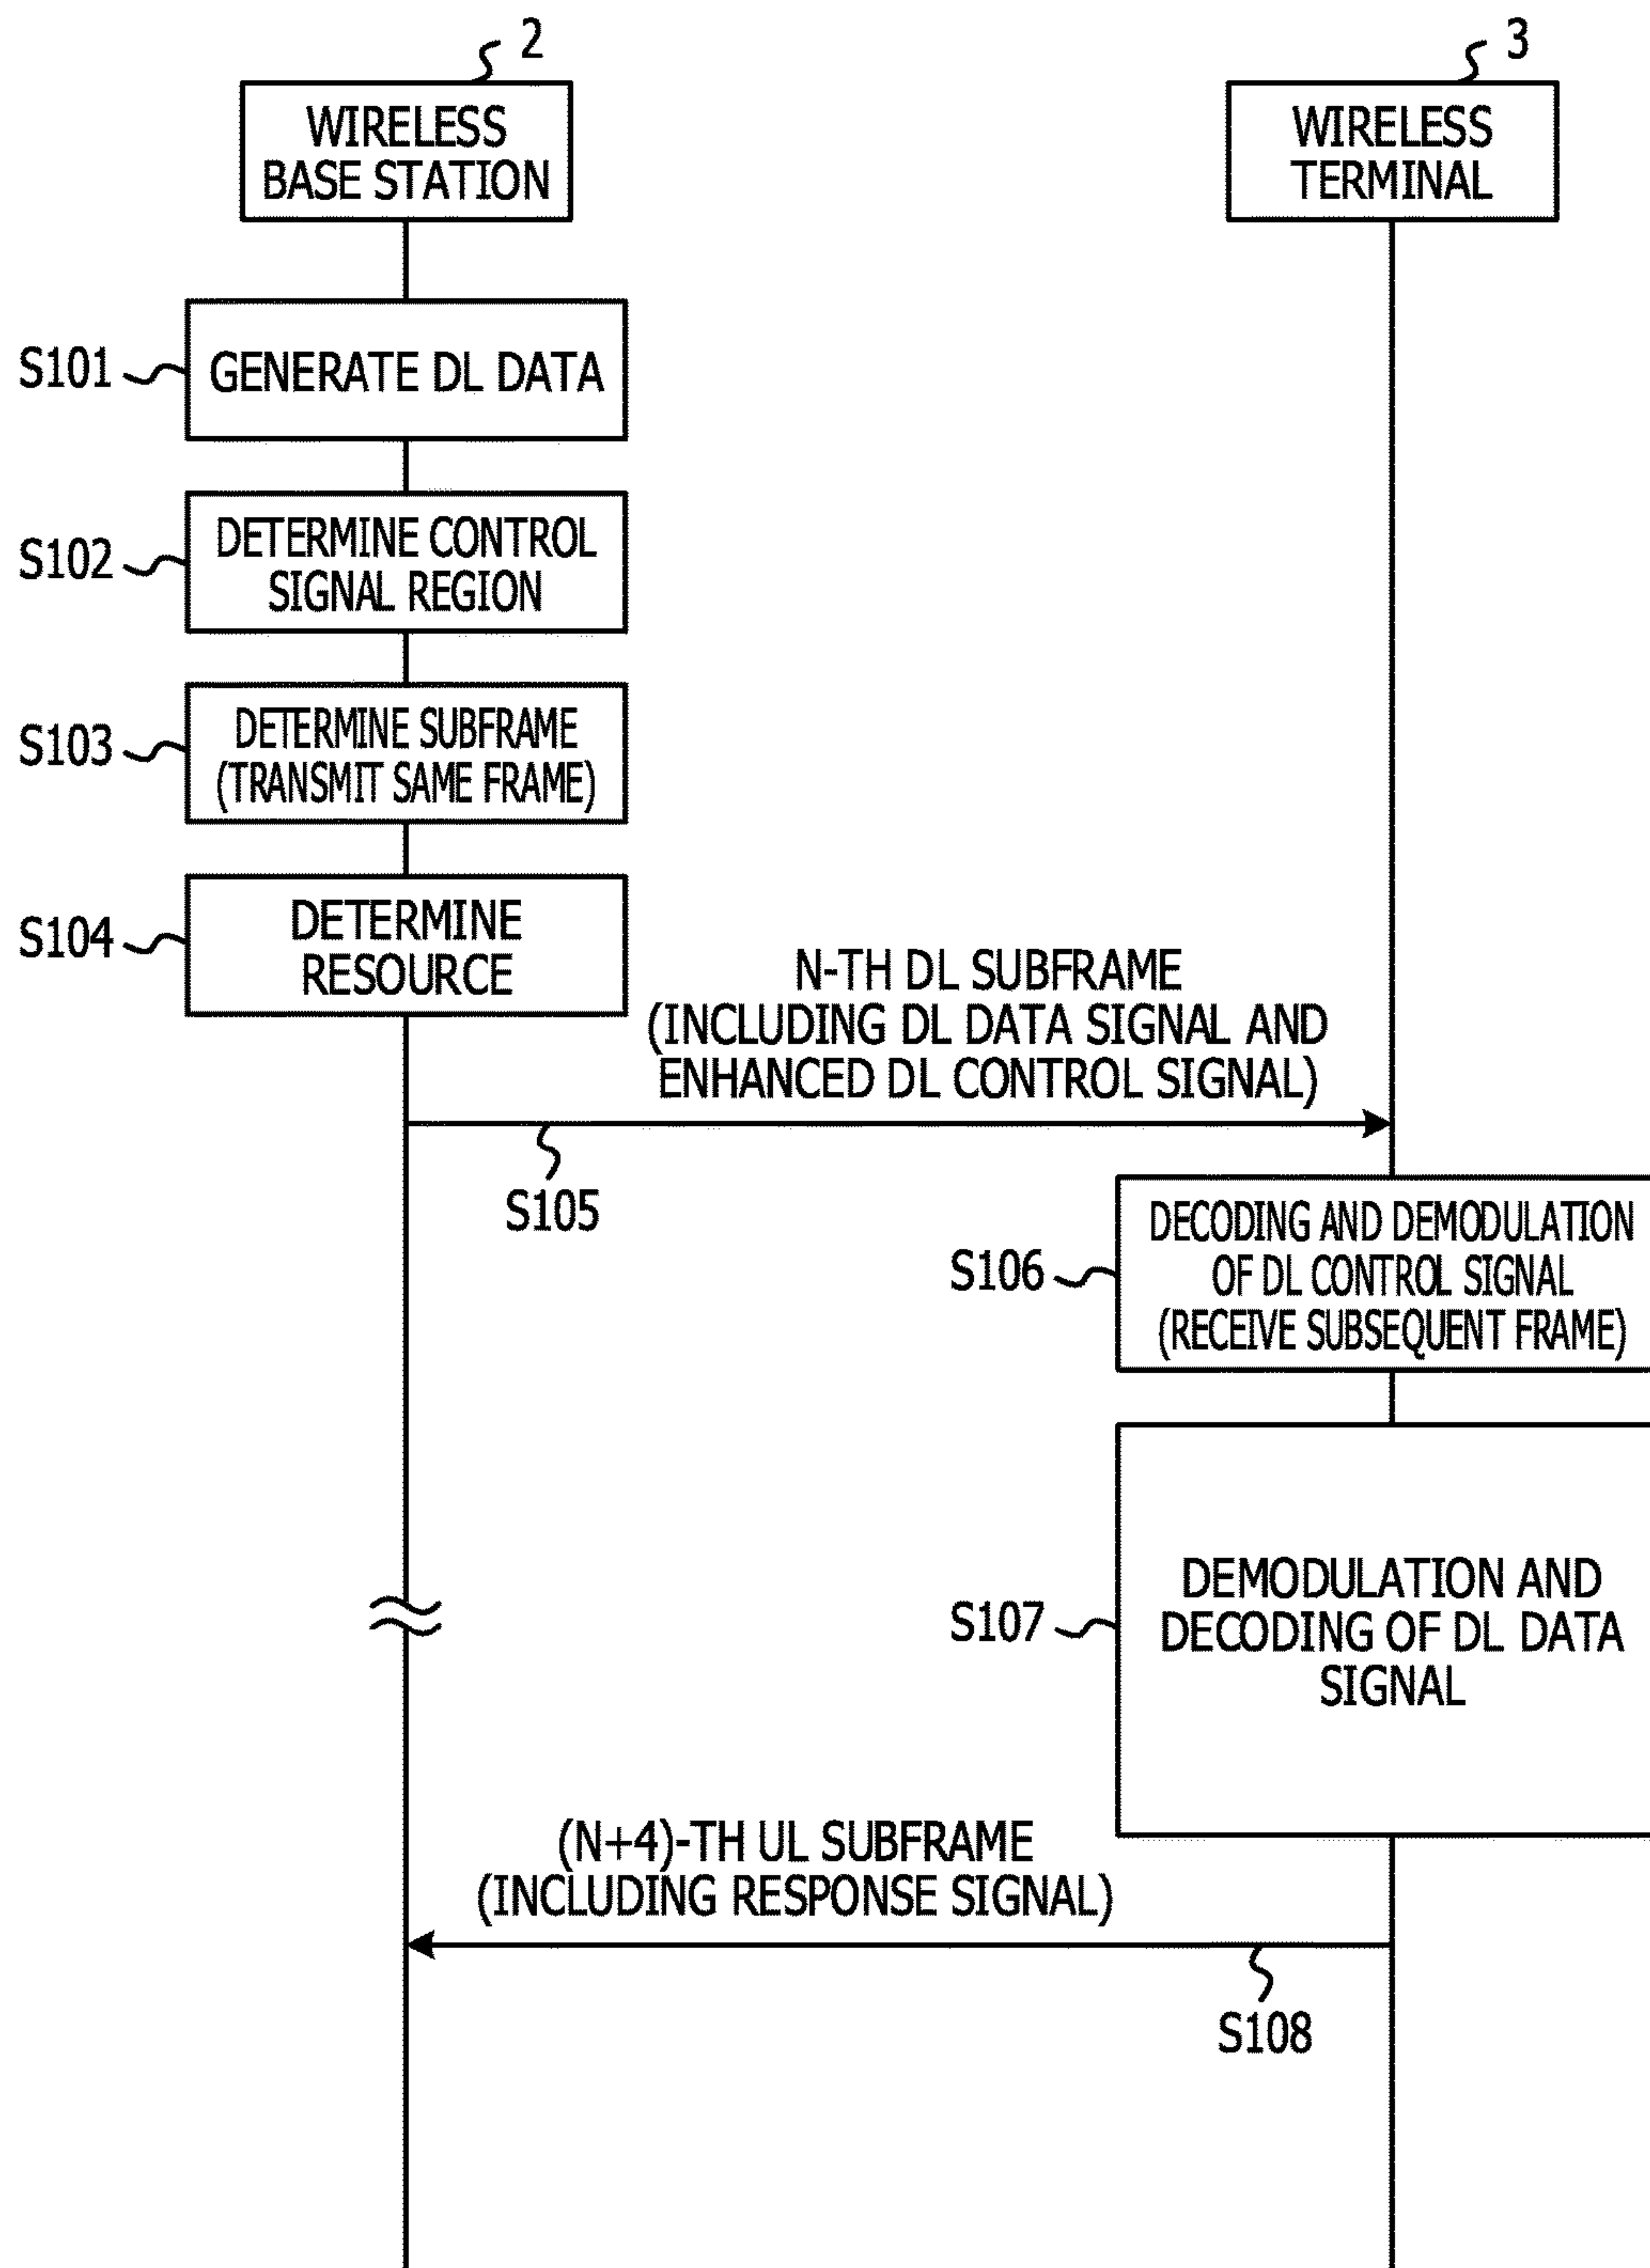 2
3
WIRELESS
BASE STATION
WIRELESS
TERMINAL
S101
GENERATE DL DATA
S102
DETERMINE CONTROL
SIGNAL REGION
S103
DETERMINE SUBFRAME
(TRANSMIT SAME FRAME)
S104
DETERMINE
RESOURCE
N-TH DL SUBFRAME
(INCLUDING DL DATA SIGNAL AND
ENHANCED DL CONTROL SIGNAL)
S105
S106
DECODING AND DEMODULATION
OF DL CONTROL SIGNAL
(RECEIVE SUBSEQUENT FRAME)
S107
DEMODULATION AND
DECODING OF DL DATA
SIGNAL
(N+4)-TH UL SUBFRAME
(INCLUDING RESPONSE SIGNAL)
S108